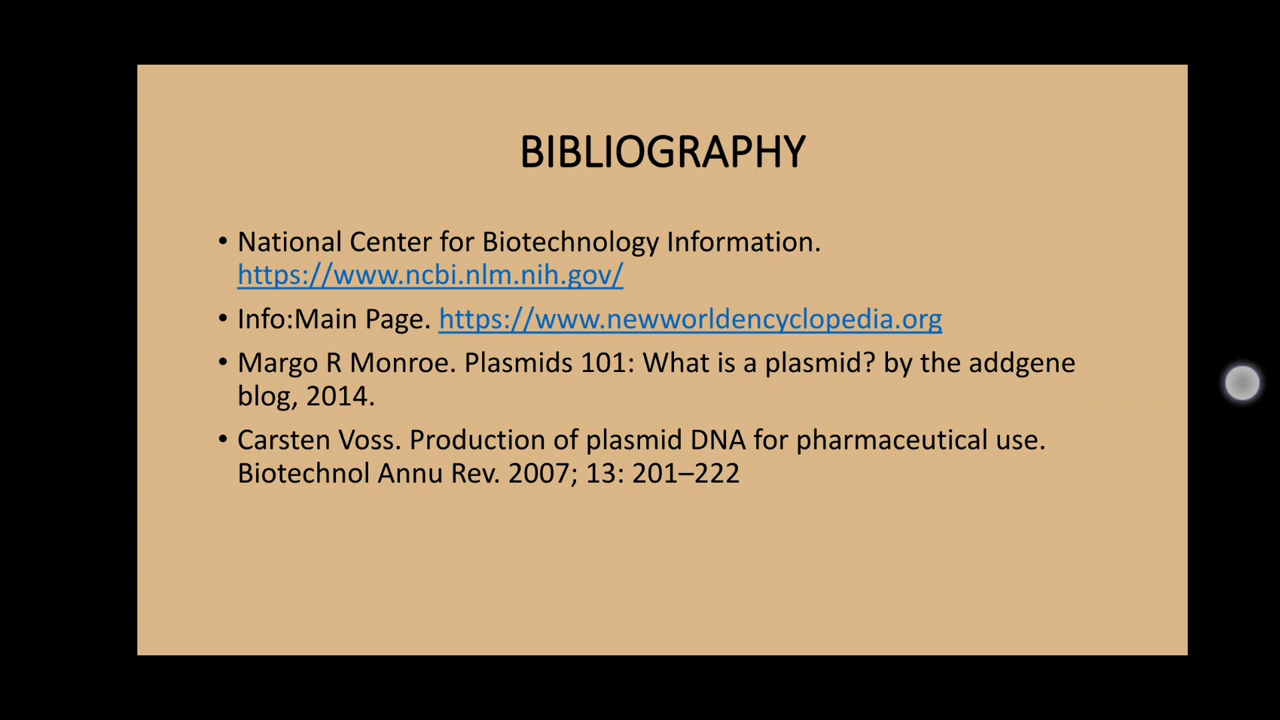 BIBLIOGRAPHY
• National Center for Biotechnology Information.
https://www.ncbi.nlm.nih.gov/
• Info:Main Page. https://www.newworldencyclopedia.org
• Margo R Monroe. Plasmids 101: What is a plasmid? by the addgene
blog, 2014.
• Carsten Voss. Production of plasmid DNA for pharmaceutical use.
Biotechnol Annu Rev. 2007; 13: 201–222